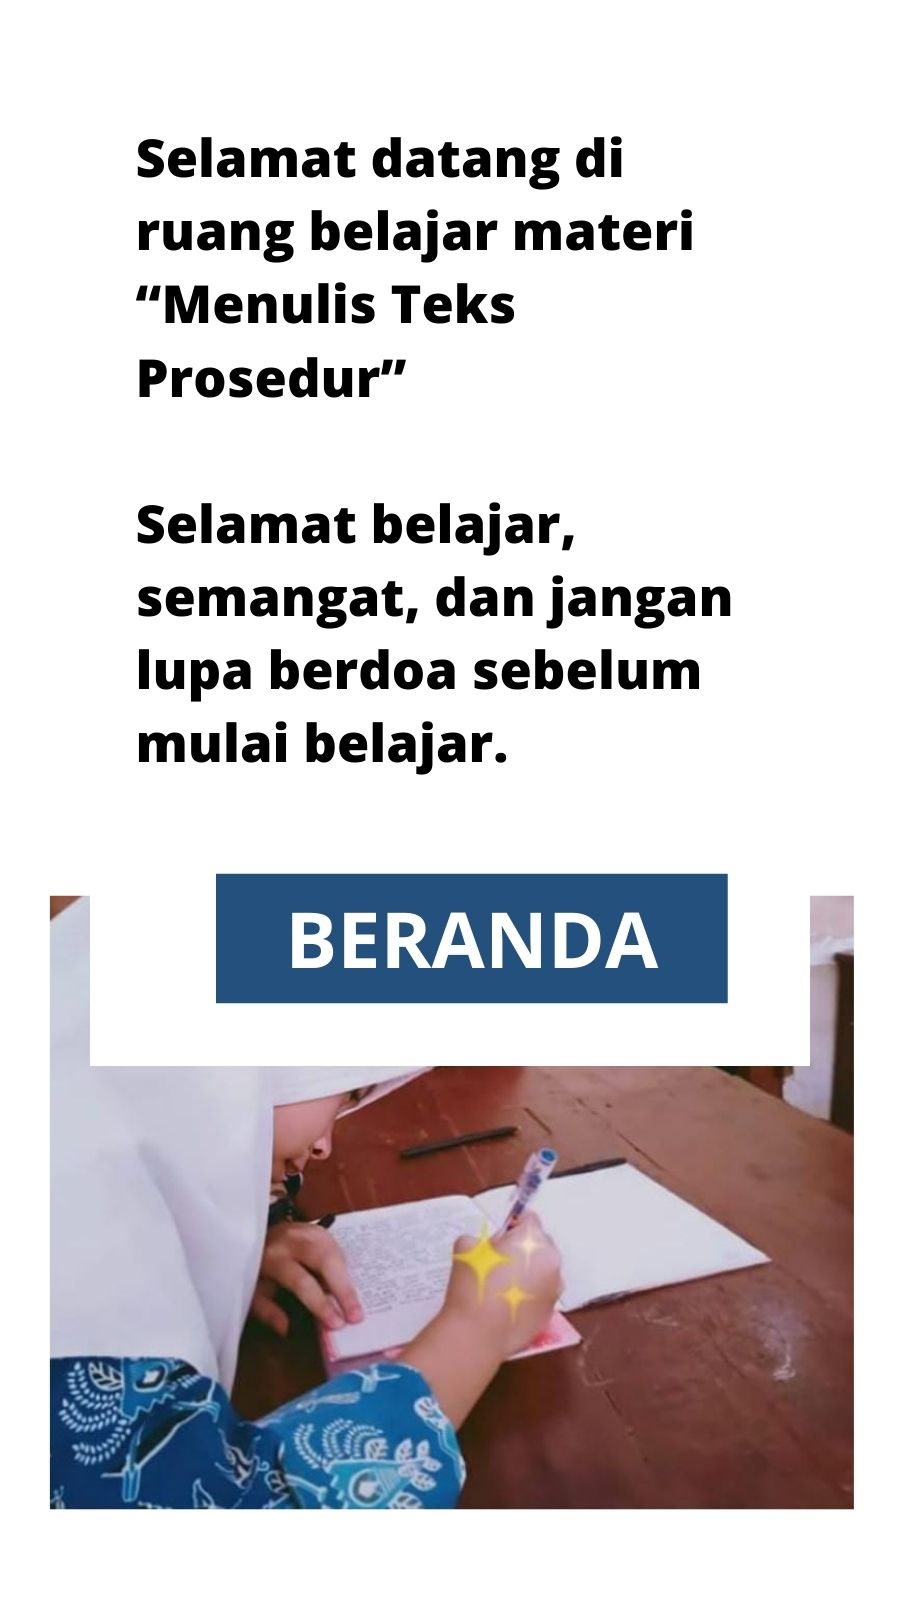 Selamat datang di
ruang belajar materi
“Menulis Teks
Prosedur”
Selamat belajar,
semangat, dan jangan
lupa berdoa sebelum
mulai belajar.
BERANDA